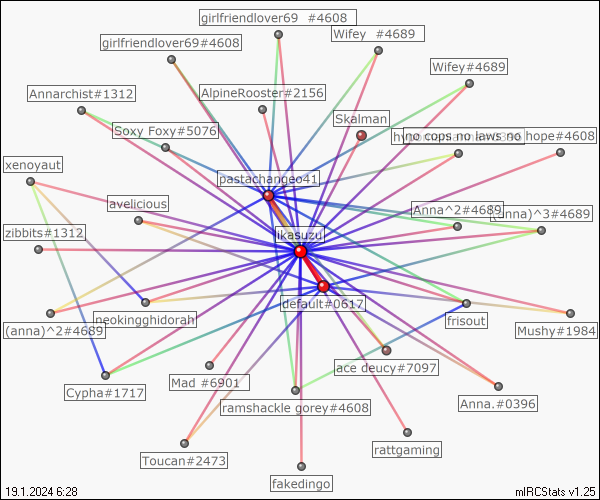 girlfriendlover69   #4608
Wifey   #4689
girlfriendlover69#4608
Wifey#4689
Annarchist#1312
AlpineRooster#2156
Skalman
Soxy Foxy#5076
no cops no laws no hope#4608
xenoyaut
pastachangeo41
avelicious
Anna^2#4689
(anna)^3#4689
zibbits#1312
ikasuzu
default#0617
(anna)^2#4689
neokingghidorah
frisout
Mushy#1984
Cypha#1717
Mad #6901
ace deucy#7097
ramshackle gorey#4608
Anna.#0396
rattgaming
Toucan#2473
fakedingo
19.1.2024 6:28
mIRCStats v1.25